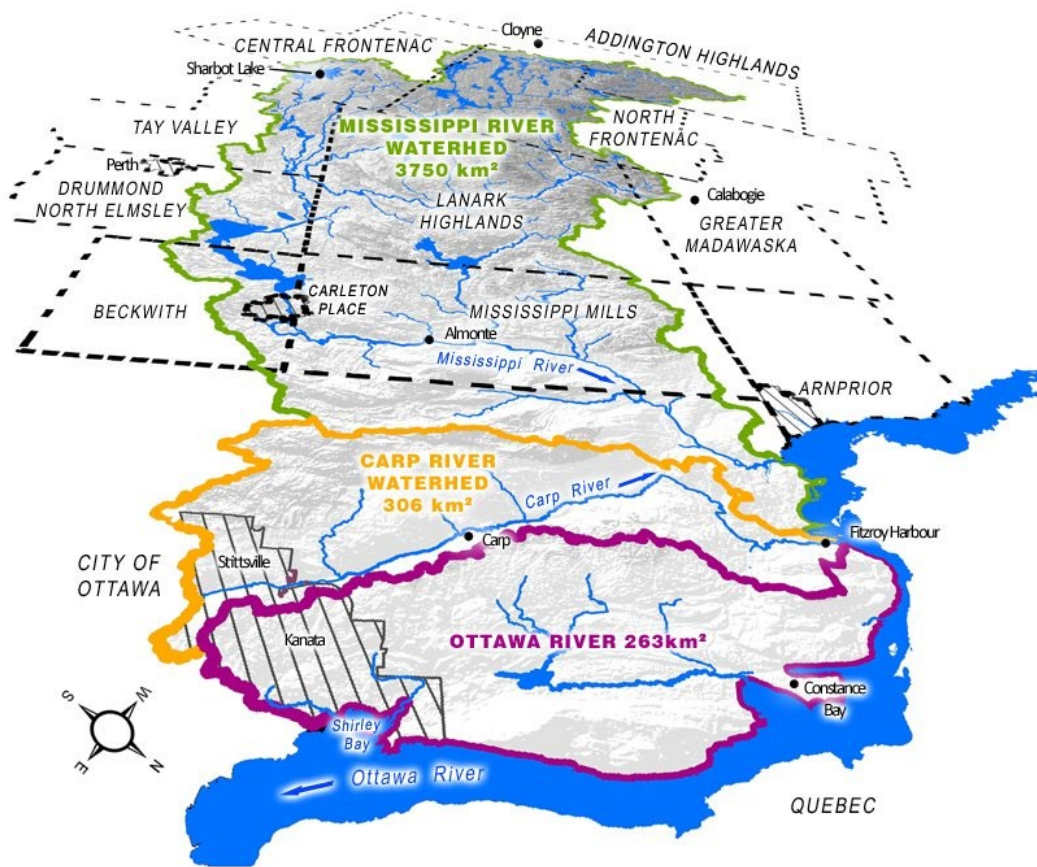 Cloyne
CENTRAL FRONTENAC
ADDINGTON HIGHLANDS
Sharbot Lake
TAY VALLEY
MISSISSIPPI RIVER
WATERHED
3750 km²
NORTH
FRONTENAC
Perth
DRUMMOND
NORTH ELMSLEY
LANARK
HIGHLANDS
Calabogie
GREATER
MADAWASKA
BECKWITH
CARLETON
PLACE
MISSISSIPPI MILLS
Almonte
Mississippi River
ARNPRIOR
CARP RIVER
WATERHED
306 km²
Carp River
Carp
Fitzroy Harbour
CITY OF
OTTAWA
Stittsville
Kanata
OTTAWA RIVER 263km²
Constance
Bay
Shirley
Bay
S
W
E
N
Ottawa River
QUEBEC